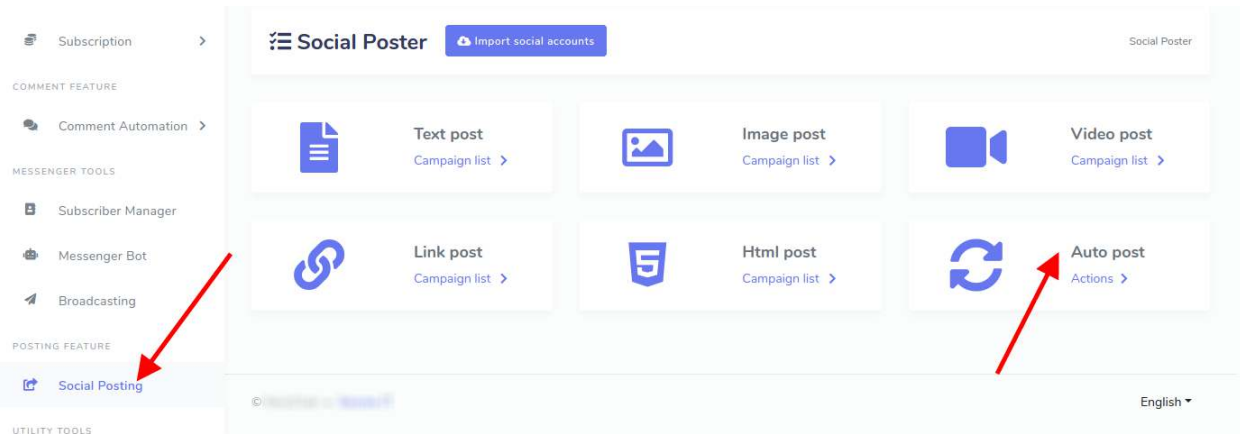 Subscription
COMMENT FEATURE
Comment Automation
MESSENGER TOOLS
Subscriber Manager
Messenger Bot
Broadcasting
POSTING FEATURE
Social Posting
UTILITY TOOLS
Social Poster
Import social accounts
Social Poster
Text post
Campaign list
Image post
Campaign list
Video post
Campaign list
Link post
Campaign list
Html post
Campaign list
Auto post
Actions
©
English